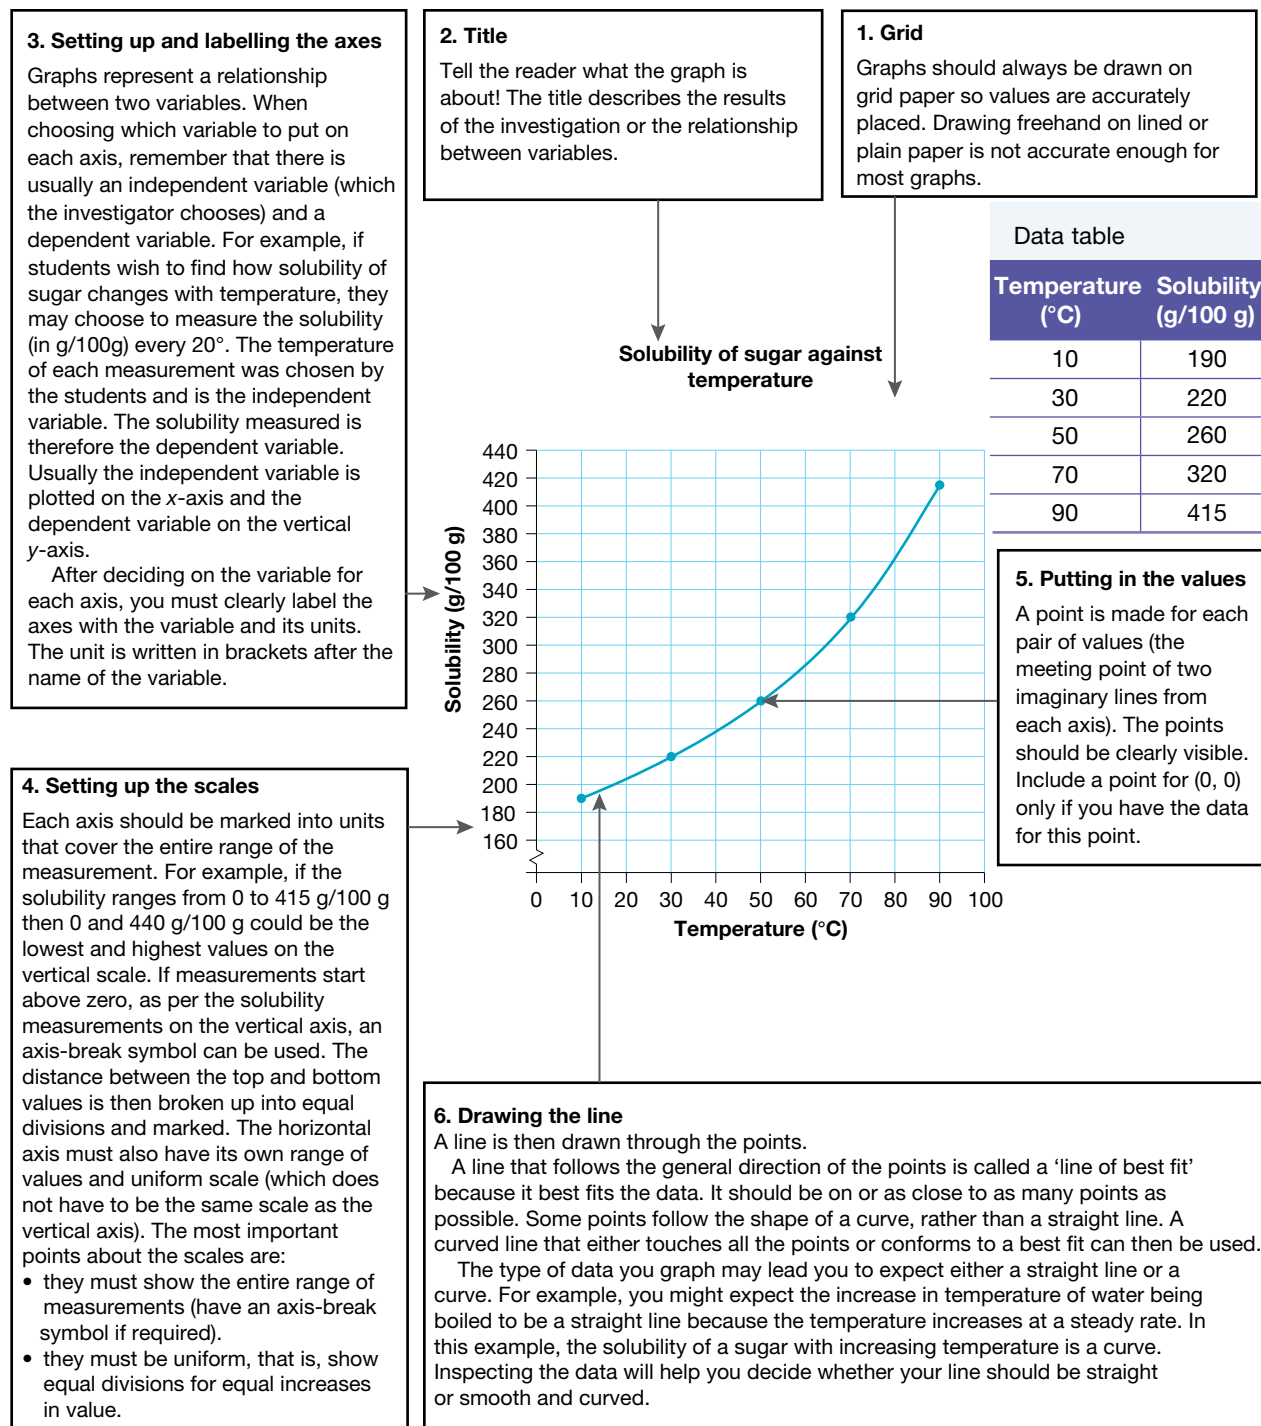 3. Setting up and labelling the axes
Graphs represent a relationship
between two variables. When
choosing which variable to put on
each axis, remember that there is
usually an independent variable (which
the investigator chooses) and a
dependent variable. For example, if
students wish to find how solubility of
sugar changes with temperature, they
may choose to measure the solubility
(in g/100g) every 20°. The temperature
of each measurement was chosen by
the students and is the independent
variable. The solubility measured is
therefore the dependent variable.
Usually the independent variable is
plotted on the x-axis and the
dependent variable on the vertical
y-axis.
After deciding on the variable for
each axis, you must clearly label the
axes with the variable and its units.
The unit is written in brackets after the
name of the variable.
2. Title
Tell the reader what the graph is
about! The title describes the results
of the investigation or the relationship
between variables.
1. Grid
Graphs should always be drawn on
grid paper so values are accurately
placed. Drawing freehand on lined or
plain paper is not accurate enough for
most graphs.
Data table
Temperature Solubility
(°C) (g/100 g)
10 190
30 220
50 260
70 320
90 415
Solubility of sugar against
temperature
Solubility (g/100 g)
440
420
400
380
360
340
320
300
280
260
240
220
200
180
160
0 10 20 30 40 50 60 70 80 90 100
Temperature (°C)
5. Putting in the values
A point is made for each
pair of values (the
meeting point of two
imaginary lines from
each axis). The points
should be clearly visible.
Include a point for (0, 0)
only if you have the data
for this point.
4. Setting up the scales
Each axis should be marked into units
that cover the entire range of the
measurement. For example, if the
solubility ranges from 0 to 415 g/100 g
then 0 and 440 g/100 g could be the
lowest and highest values on the
vertical scale. If measurements start
above zero, as per the solubility
measurements on the vertical axis, an
axis-break symbol can be used. The
distance between the top and bottom
values is then broken up into equal
divisions and marked. The horizontal
axis must also have its own range of
values and uniform scale (which does
not have to be the same scale as the
vertical axis). The most important
points about the scales are:
• they must show the entire range of
measurements (have an axis-break
symbol if required).
• they must be uniform, that is, show
equal divisions for equal increases
in value.
6. Drawing the line
A line is then drawn through the points.
A line that follows the general direction of the points is called a ‘line of best fit’
because it best fits the data. It should be on or as close to as many points as
possible. Some points follow the shape of a curve, rather than a straight line. A
curved line that either touches all the points or conforms to a best fit can then be used.
The type of data you graph may lead you to expect either a straight line or a
curve. For example, you might expect the increase in temperature of water being
boiled to be a straight line because the temperature increases at a steady rate. In
this example, the solubility of a sugar with increasing temperature is a curve.
Inspecting the data will help you decide whether your line should be straight
or smooth and curved.